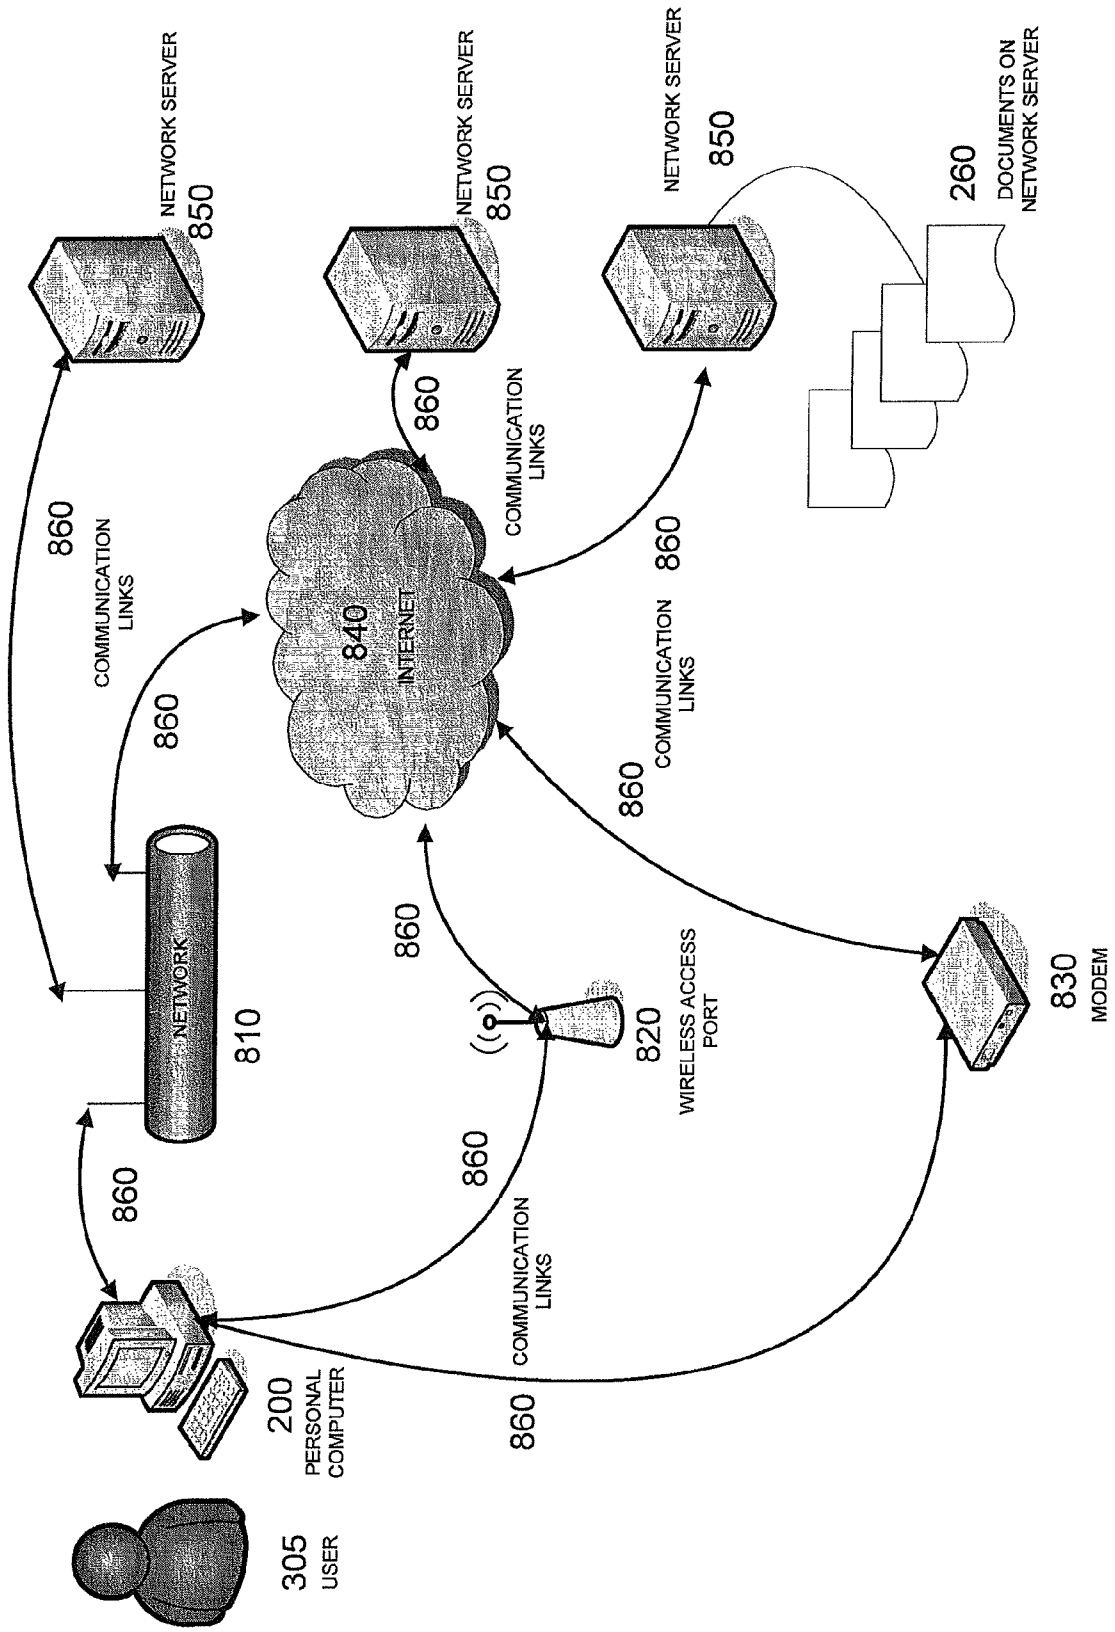 305
USER
200
PERSONAL
COMPUTER
860
NETWORK
810
860
COMMUNICATION
LINKS
860
NETWORK SERVER
850
860
COMMUNICATION
LINKS
860
820
WIRELESS ACCESS
PORT
860
840
INTERNET
860
COMMUNICATION
LINKS
NETWORK SERVER
850
860
830
MODEM
860
COMMUNICATION
LINKS
860
NETWORK SERVER
850
260
DOCUMENTS ON
NETWORK SERVER